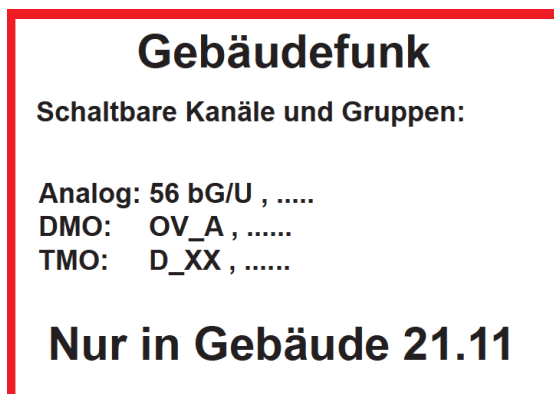 Gebäudefunk
Schaltbare Kanäle und Gruppen:
Analog: 56 bG/U , .....
DMO: OV_A , ......
TMO: D_XX , ......
Nur in Gebäude 21.11